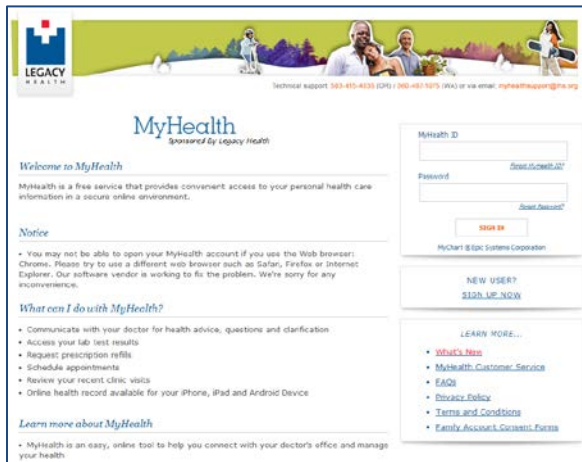 LEGACY
HEALTH
Technical support: 503-415-4035 (OR) / 360-487-1075 (WA) or via email: myhealthsupport@lhs.org
MyHealth
Sponsored by Legacy Health
Welcome to MyHealth
MyHealth is a free service that provides convenient access to your personal health care
information in a secure online environment.
Notice
• You may not be able to open your MyHealth account if you use the Web browser:
Chrome. Please try to use a different web browser such as Safari, Firefox or Internet
Explorer. Our software vendor is working to fix the problem. We're sorry for any
inconvenience.
What can I do with MyHealth?
• Communicate with your doctor for health advice, questions and clarification
• Access your lab test results
• Request prescription refills
• Schedule appointments
• Review your recent clinic visits
• Online health record available for your iPhone, iPad and Android Device
Learn more about MyHealth
• MyHealth is an easy, online tool to help you connect with your doctor's office and manage
your health
MyHealth ID
Forgot MyHealth ID?
Password
Forgot Password?
SIGN IN
MyChart @ Epic Systems Corporation
NEW USER?
SIGN UP NOW
LEARN MORE...
• What's New
• MyHealth Customer Service
• FAQs
• Privacy Policy
• Terms and Conditions
• Family Account Consent Forms